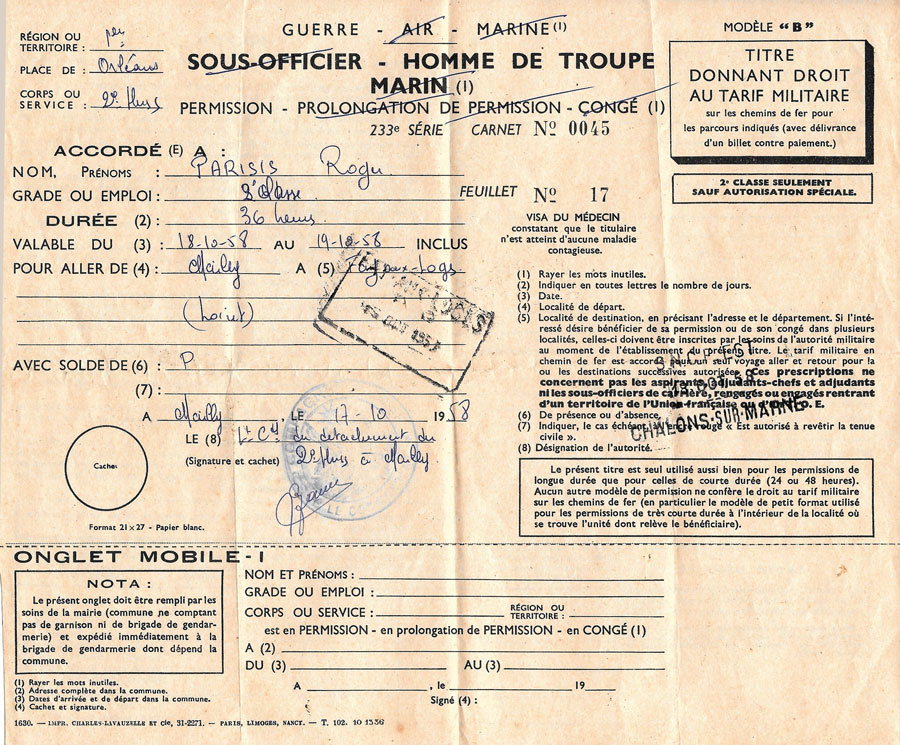 GUERRE - AIR - MARINE (1)
SOUS-OFFICIER - HOMME DE TROUPE
MARIN (1)
PERMISSION - PROLONGATION DE PERMISSION - CONGÉ (1)
233e SÉRIE CARNET No 0045
RÉGION OU
TERRITOIRE :
PLACE DE : Orléans
CORPS OU
SERVICE : 2e Huss
MODÈLE "B"
TITRE
DONNANT DROIT
AU TARIF MILITAIRE
sur les chemins de fer pour
les parcours indiqués (avec délivrance
d'un billet contre paiement.)
2e CLASSE SEULEMENT
SAUF AUTORISATION SPÉCIALE.
ACCORDÉ (E) A :
NOM, PRÉNOMS : PARISIS Roger
GRADE OU EMPLOI : 2e Classe
DURÉE (2) : 36 heures
VALABLE DU (3) : 18-10-58 AU 19-10-58 INCLUS
POUR ALLER DE (4) : Mailly A (5) Fay-aux-Loges
(Loiret)
AVEC SOLDE DE (6) : P
(7) :
A Mailly, LE 17-10 1958
LE (8) Lt Ct du détachement du
2e Huss à Mailly
(Signature et cachet)
Cachet
Format 21×27 - Papier blanc.
FEUILLET No 17
VISA DU MÉDECIN
constatant que le titulaire
n'est atteint d'aucune maladie
contagieuse.
(1) Rayer les mots inutiles.
(2) Indiquer en toutes lettres le nombre de jours.
(3) Date.
(4) Localité de départ.
(5) Localité de destination, en précisant l'adresse et le département. Si l'inté-
ressé désire bénéficier de sa permission ou de son congé dans plusieurs
localités, celles-ci doivent être inscrites par les soins de l'autorité militaire
au moment de l'établissement du présent titre. Le tarif militaire en
chemin de fer est accordé pour un seul voyage aller et retour pour la
ou les destinations successives autorisées. Ces prescriptions ne
concernent pas les aspirants, adjudants-chefs et adjudants
ni les sous-officiers de carrière, rengagés ou engagés rentrant
d'un territoire de l'Union française ou d'E. O.
(6) De présence ou d'absence.
(7) Indiquer, le cas échéant, la mention « Est autorisé à revêtir la tenue
civile ».
(8) Désignation de l'autorité.
S.N.C.F EST
18 OCT 58
CHALONS-SUR-MARNE
Le présent titre est seul utilisé aussi bien pour les permissions de
longue durée que pour celles de courte durée (24 ou 48 heures).
Aucun autre modèle de permission ne confère le droit au tarif militaire
sur les chemins de fer (en particulier le modèle de petit format utilisé
pour les permissions de très courte durée à l'intérieur de la localité où
se trouve l'unité dont relève le bénéficiaire).
ONGLET MOBILE - 1
NOTA :
Le présent onglet doit être rempli par les
soins de la mairie (commune ne comptant
pas de garnison ni de brigade de gendar-
merie) et expédié immédiatement à la
brigade de gendarmerie dont dépend la
commune.
(1) Rayer les mots inutiles.
(2) Adresse complète dans la commune.
(3) Dates d'arrivée et de départ dans la commune.
(4) Cachet et signature.
NOM ET PRÉNOMS :
GRADE OU EMPLOI :
CORPS OU SERVICE : RÉGION OU
TERRITOIRE :
est en PERMISSION - en prolongation de PERMISSION - en CONGÉ (1)
A (2)
DU (3) AU (3)
A , le 19
Signé (4) :
1630. — IMPR. CHARLES-LAVAUZELLE ET Cie, 31-2271. — PARIS, LIMOGES, NANCY. — T. 102. 10 1356